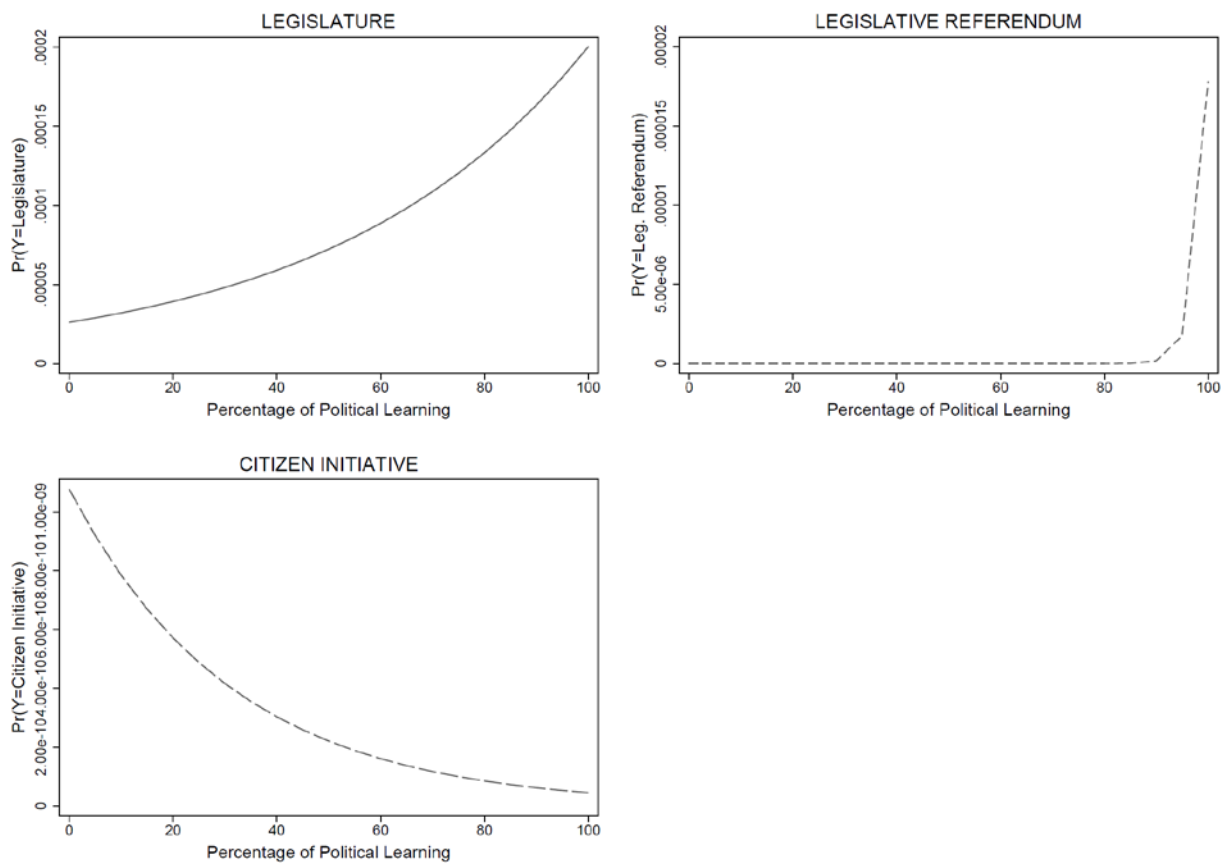 LEGISLATURE
Pr(Y=Legislature)
0 .00005 .0001 .00015 .0002
0 20 40 60 80 100
Percentage of Political Learning
LEGISLATIVE REFERENDUM
Pr(Y=Leg. Referendum)
0 5.00e-06 .00001 .000015 .00002
0 20 40 60 80 100
Percentage of Political Learning
CITIZEN INITIATIVE
Pr(Y=Citizen Initiative)
0 2.00e-104.00e-106.00e-108.00e-101.00e-09
0 20 40 60 80 100
Percentage of Political Learning